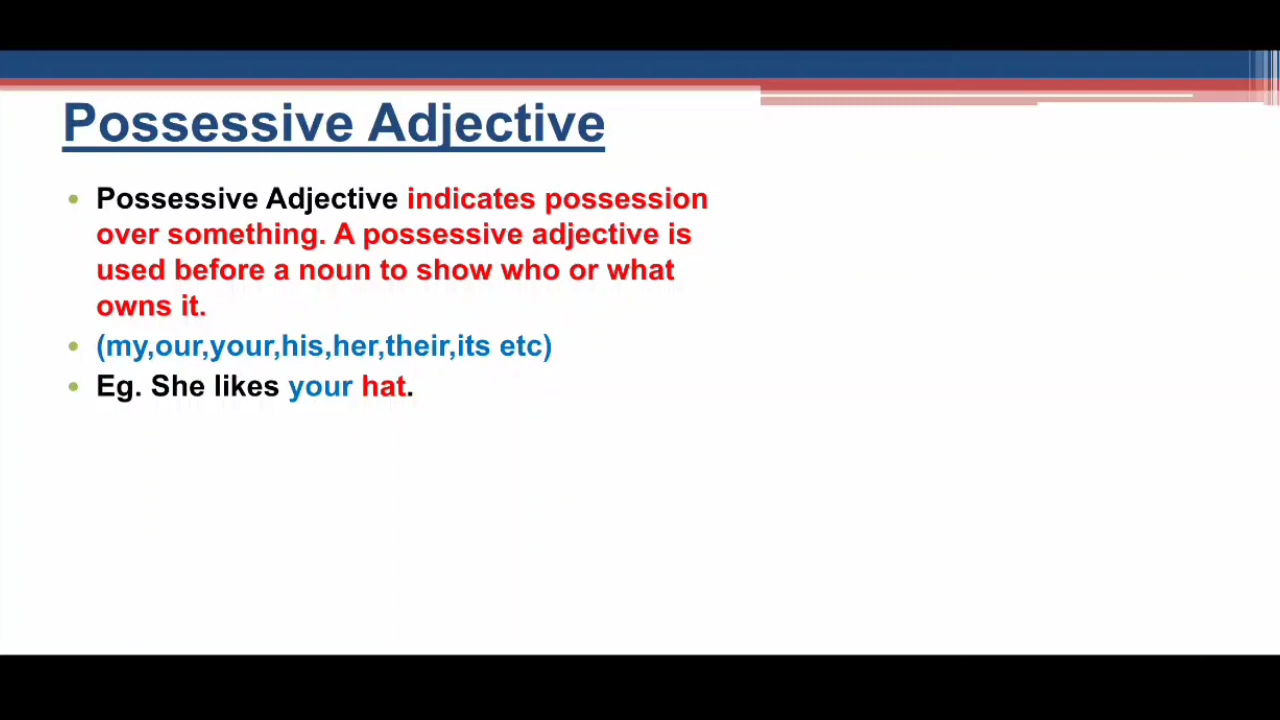 Possessive Adjective
• Possessive Adjective indicates possession
over something. A possessive adjective is
used before a noun to show who or what
owns it.
• (my,our,your,his,her,their,its etc)
• Eg. She likes your hat.